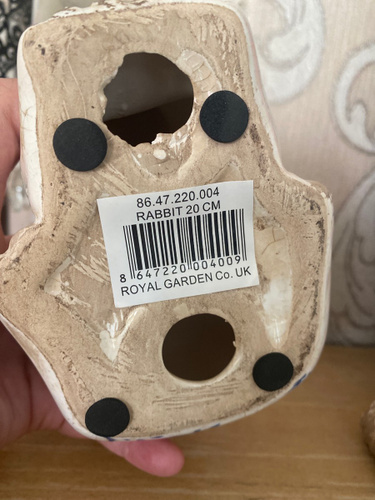 86.47.220.004
RABBIT 20 CM
8 647220 004009
ROYAL GARDEN Co. UK